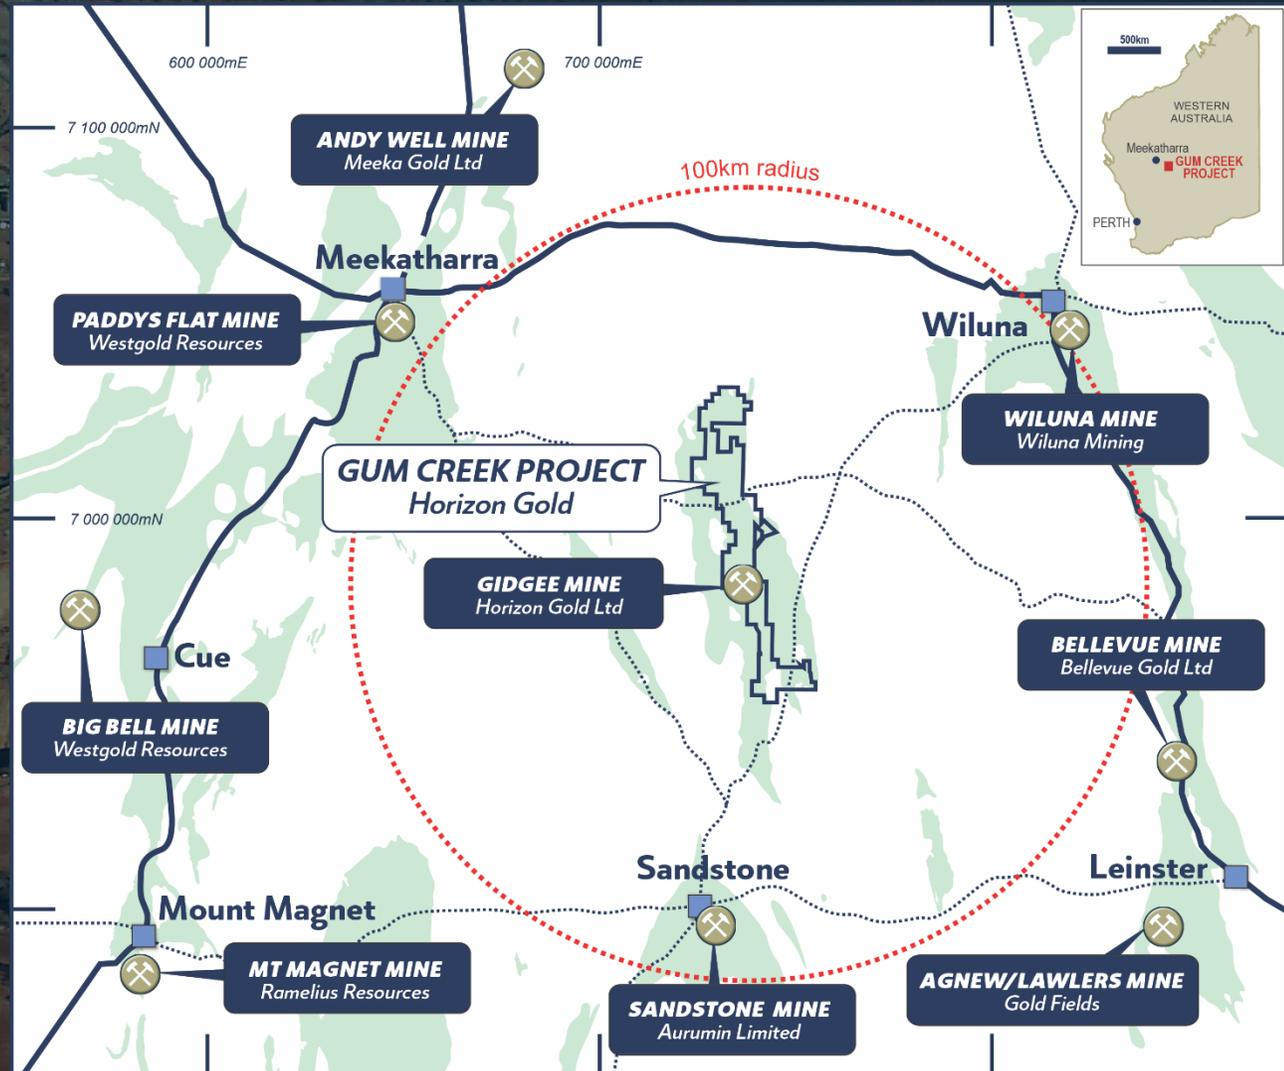 600 000mE
700 000mE
7 100 000mN
ANDY WELL MINE
Meeka Gold Ltd
100km radius
500km
WESTERN
AUSTRALIA
Meekatharra
GUM CREEK
PROJECT
PERTH
Meekatharra
PADDYS FLAT MINE
Westgold Resources
Wiluna
WILUNA MINE
Wiluna Mining
GUM CREEK PROJECT
Horizon Gold
7 000 000mN
GIDGEE MINE
Horizon Gold Ltd
BELLEVUE MINE
Bellevue Gold Ltd
Cue
BIG BELL MINE
Westgold Resources
Sandstone
Leinster
Mount Magnet
MT MAGNET MINE
Ramelius Resources
AGNEW/LAWLERS MINE
Gold Fields
SANDSTONE MINE
Aurumin Limited